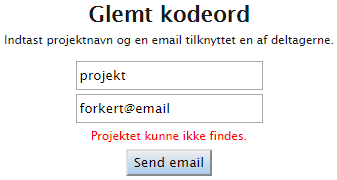 Glemt kodeord
Indtast projektnavn og en email tilknyttet en af deltagerne.
projekt
forkert@email
Projektet kunne ikke findes.
Send email